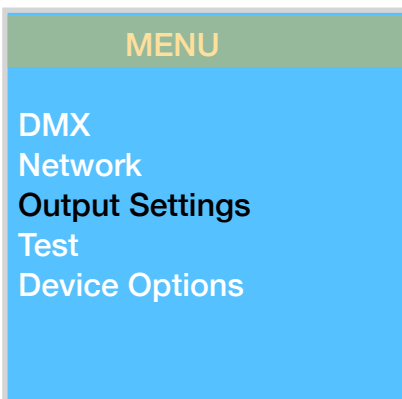 MENU
DMX
Network
Output Settings
Test
Device Options